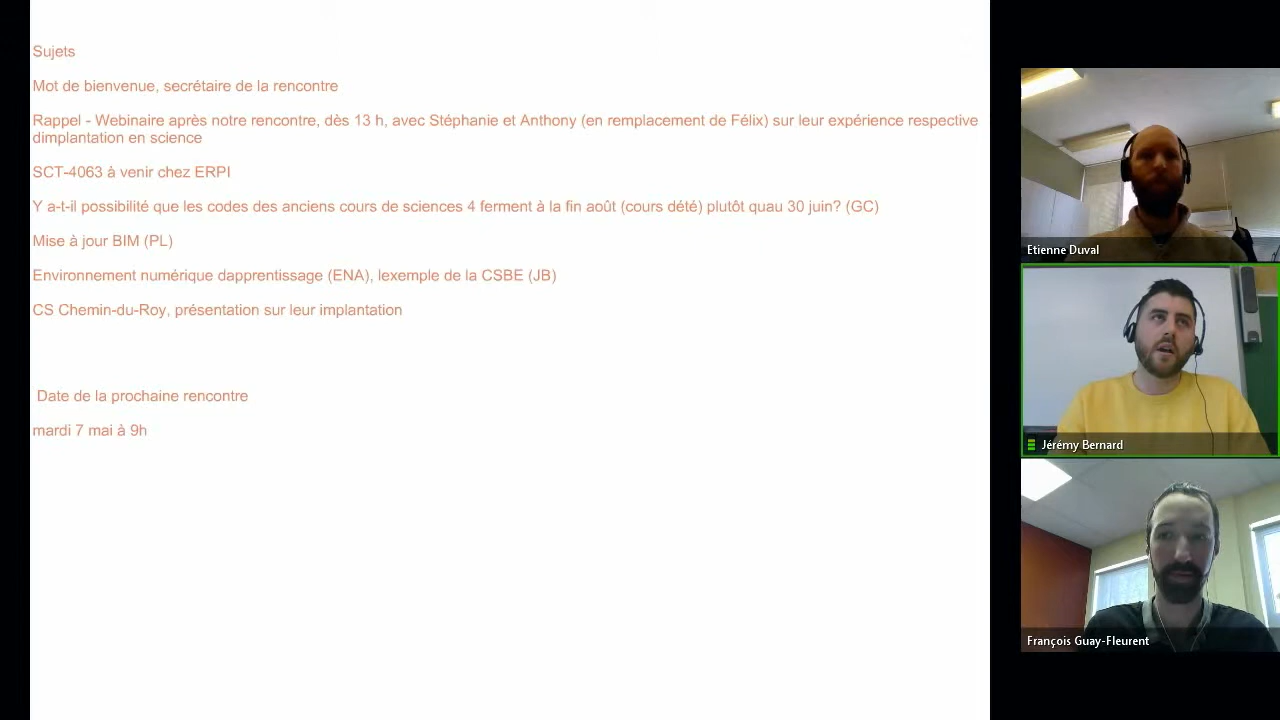 Sujets
Mot de bienvenue, secrétaire de la rencontre
Rappel - Webinaire après notre rencontre, dès 13 h, avec Stéphanie et Anthony (en remplacement de Félix) sur leur expérience respective
dimplantation en science
SCT-4063 à venir chez ERPI
Y a-t-il possibilité que les codes des anciens cours de sciences 4 ferment à la fin août (cours dété) plutôt quau 30 juin? (GC)
Mise à jour BIM (PL)
Environnement numérique dapprentissage (ENA), lexemple de la CSBE (JB)
CS Chemin-du-Roy, présentation sur leur implantation
Date de la prochaine rencontre
mardi 7 mai à 9h
Etienne Duval
Jérémy Bernard
François Guay-Fleurent